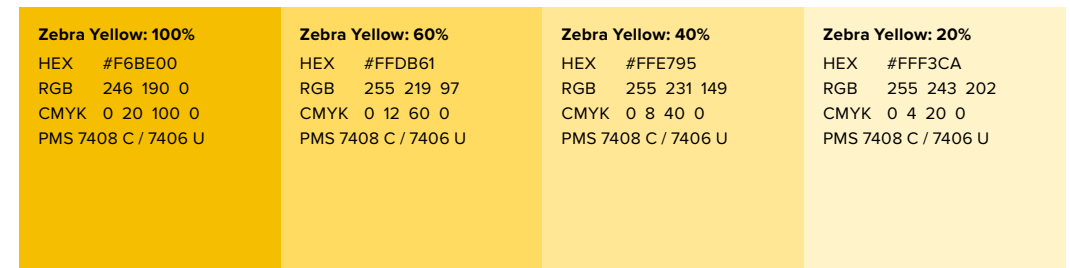 Zebra Yellow: 100%
HEX #F6BE00
RGB 246 190 0
CMYK 0 20 100 0
PMS 7408 C / 7406 U
Zebra Yellow: 60%
HEX #FFDB61
RGB 255 219 97
CMYK 0 12 60 0
PMS 7408 C / 7406 U
Zebra Yellow: 40%
HEX #FFE795
RGB 255 231 149
CMYK 0 8 40 0
PMS 7408 C / 7406 U
Zebra Yellow: 20%
HEX #FFF3CA
RGB 255 243 202
CMYK 0 4 20 0
PMS 7408 C / 7406 U